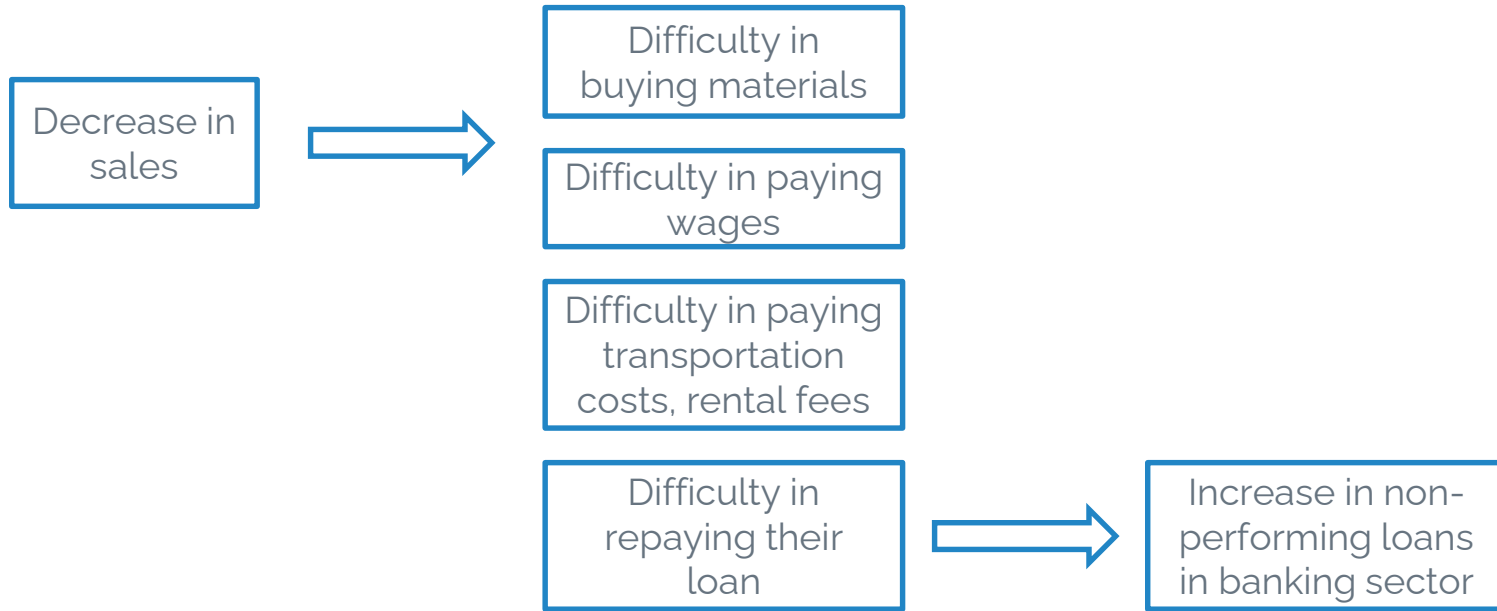 Difficulty in
buying materials
Decrease in
sales
Difficulty in paying
wages
Difficulty in paying
transportation
costs, rental fees
Difficulty in
repaying their
loan
Increase in non-
performing loans
in banking sector